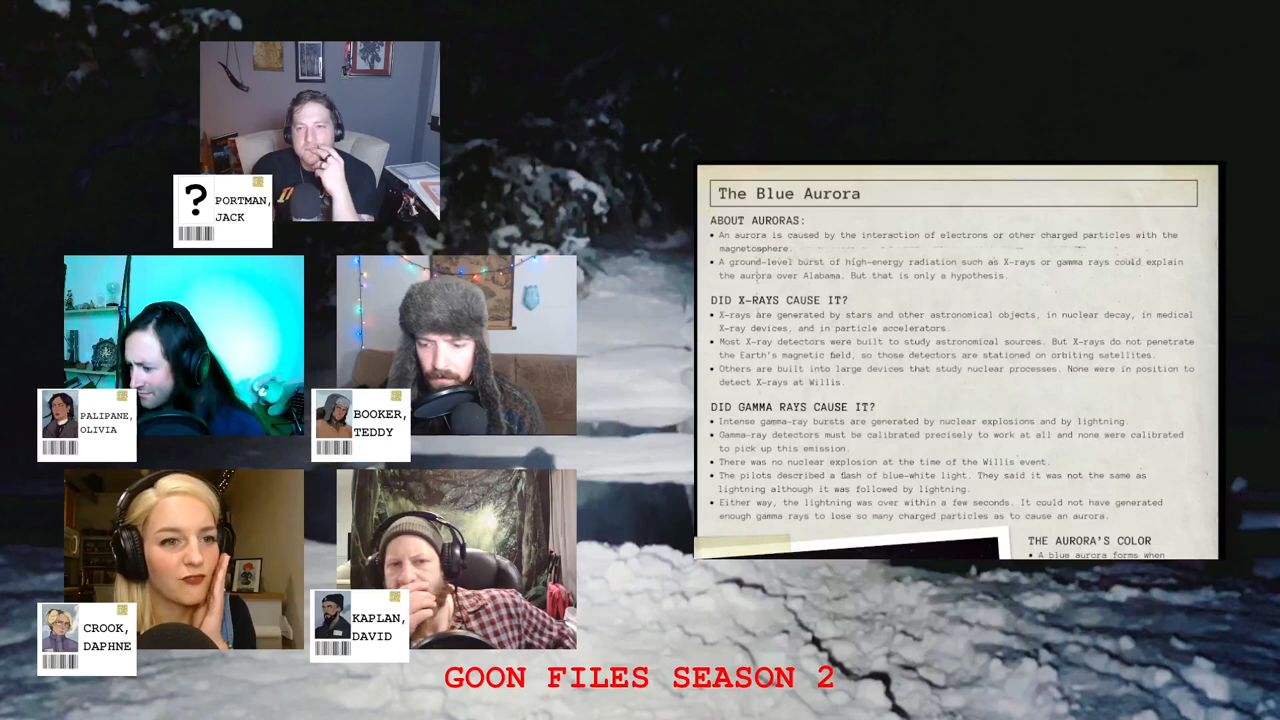 ?
PORTMAN,
JACK
PALIPANE,
OLIVIA
BOOKER,
TEDDY
CROOK,
DAPHNE
KAPLAN,
DAVID
The Blue Aurora
ABOUT AURORAS:
• An aurora is caused by the interaction of electrons or other charged particles with the
magnetosphere.
• A ground-level burst of high-energy radiation such as X-rays or gamma rays could explain
the aurora over Alabama. But that is only a hypothesis.
DID X-RAYS CAUSE IT?
• X-rays are generated by stars and other astronomical objects, in nuclear decay, in medical
X-ray devices, and in particle accelerators.
• Most X-ray detectors were built to study astronomical sources. But X-rays do not penetrate
the Earth's magnetic field, so those detectors are stationed on orbiting satellites.
• Others are built into large devices that study nuclear processes. None were in position to
detect X-rays at Willis.
DID GAMMA RAYS CAUSE IT?
• Intense gamma-ray bursts are generated by nuclear explosions and by lightning.
• Gamma-ray detectors must be calibrated precisely to work at all and none were calibrated
to pick up this emission.
• There was no nuclear explosion at the time of the Willis event.
• The pilots described a flash of blue-white light. They said it was not the same as
lightning although it was followed by lightning.
• Either way, the lightning was over within a few seconds. It could not have generated
enough gamma rays to lose so many charged particles as to cause an aurora.
THE AURORA'S COLOR
• A blue aurora forms when
GOON FILES SEASON 2